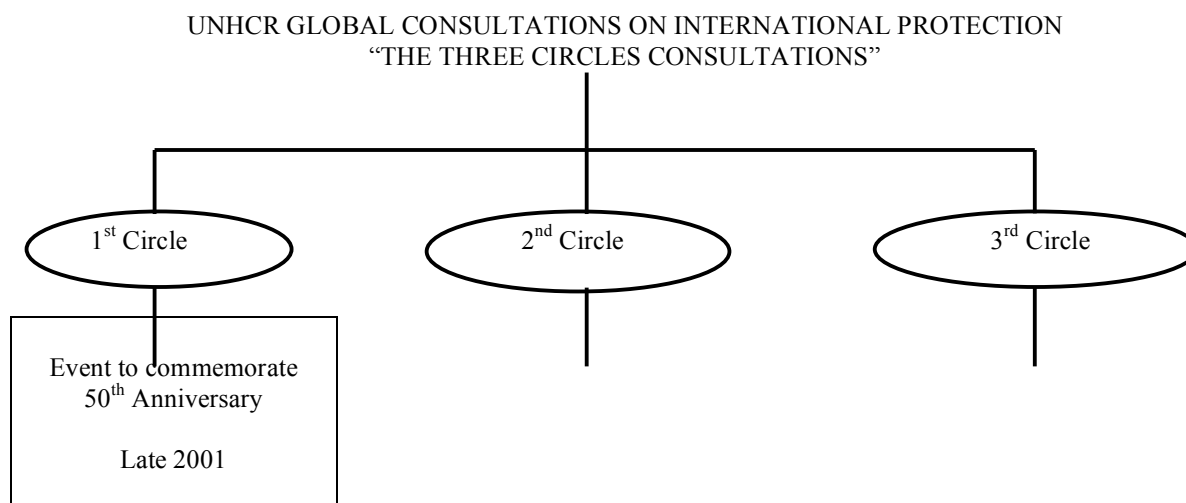 UNHCR GLOBAL CONSULTATIONS ON INTERNATIONAL PROTECTION
“THE THREE CIRCLES CONSULTATIONS”
1st Circle
2nd Circle
3rd Circle
Event to commemorate
50th Anniversary
Late 2001